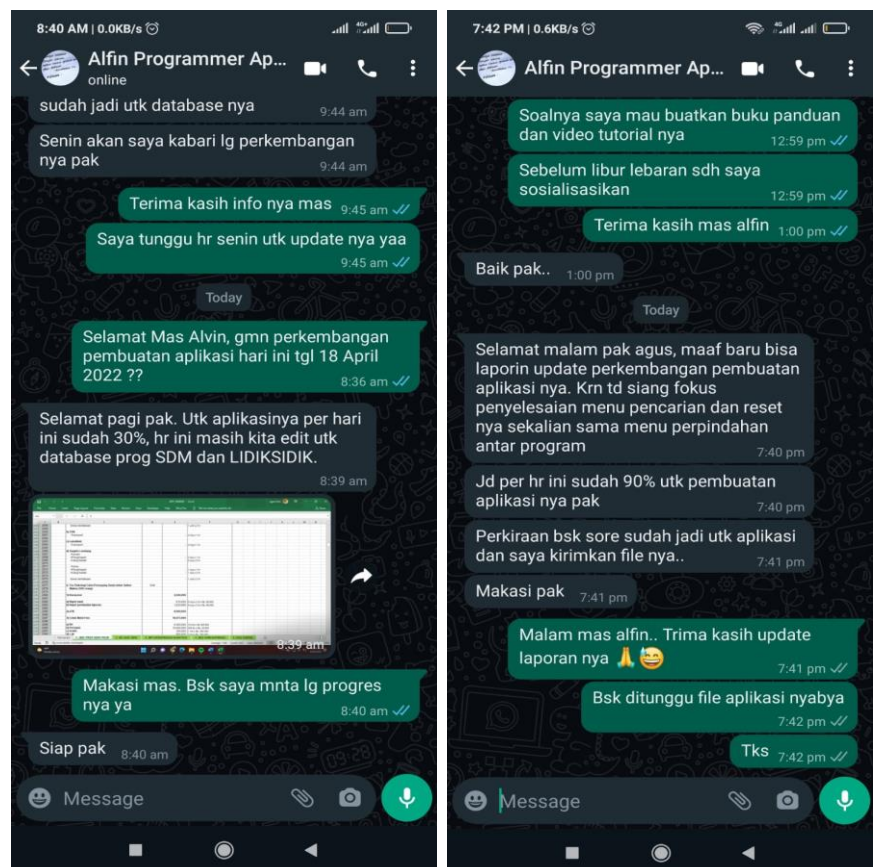 8:40 AM | 0.0KB/s
Alfin Programmer Ap...
online
sudah jadi utk database nya
9:44 am
Senin akan saya kabari lg perkembangan
nya pak
9:44 am
Terima kasih info nya mas 9:45 am
Saya tunggu hr senin utk update nya yaa
9:45 am
Today
Selamat Mas Alvin, gmn perkembangan
pembuatan aplikasi hari ini tgl 18 April
2022 ??
8:36 am
Selamat pagi pak. Utk aplikasinya per hari
ini sudah 30%, hr ini masih kita edit utk
database prog SDM dan LIDIKSIDIK.
8:39 am
8:39 am
Makasi mas. Bsk saya mnta lg progres
nya ya
8:40 am
Siap pak 8:40 am
Message
7:42 PM | 0.6KB/s
Alfin Programmer Ap...
Soalnya saya mau buatkan buku panduan
dan video tutorial nya
12:59 pm
Sebelum libur lebaran sdh saya
sosialisasikan
12:59 pm
Terima kasih mas alfin 1:00 pm
Baik pak.. 1:00 pm
Today
Selamat malam pak agus, maaf baru bisa
laporin update perkembangan pembuatan
aplikasi nya. Krn td siang fokus
penyelesaian menu pencarian dan reset
nya sekalian sama menu perpindahan
antar program
7:40 pm
Jd per hr ini sudah 90% utk pembuatan
aplikasi nya pak
7:40 pm
Perkiraan bsk sore sudah jadi utk aplikasi
dan saya kirimkan file nya..
7:41 pm
Makasi pak 7:41 pm
Malam mas alfin.. Trima kasih update
laporan nya 🙏😅
7:41 pm
Bsk ditunggu file aplikasi nyabya
7:42 pm
Tks 7:42 pm
Message